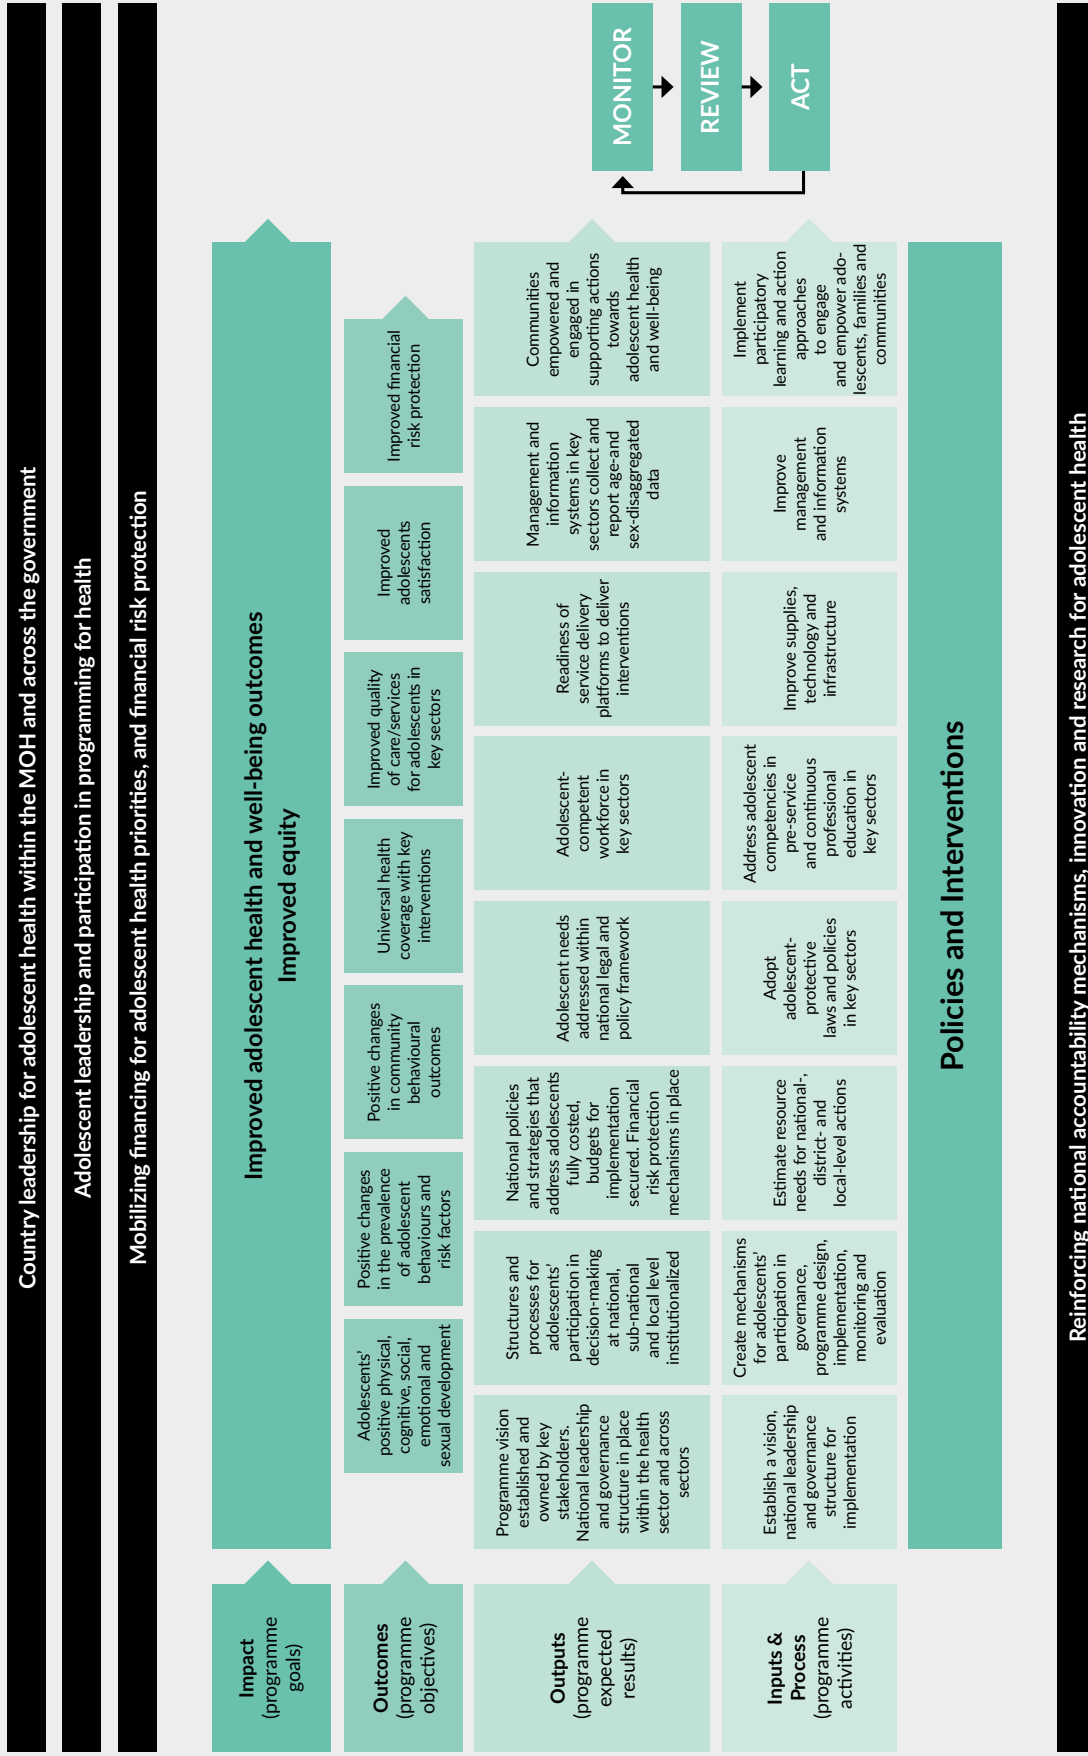 Country leadership for adolescent health within the MOH and across the government
Adolescent leadership and participation in programming for health
Mobilizing financing for adolescent health priorities, and financial risk protection
Impact
(programme
goals)
Improved adolescent health and well-being outcomes
Improved equity
Outcomes
(programme
objectives)
Adolescents’
positive physical,
cognitive, social,
emotional and
sexual development
Positive changes
in the prevalence
of adolescent
behaviours and
risk factors
Positive changes
in community
behavioural
outcomes
Universal health
coverage with key
interventions
Improved quality
of care/services
for adolescents in
key sectors
Improved
adolescents
satisfaction
Improved financial
risk protection
Outputs
(programme
expected
results)
Programme vision
established and
owned by key
stakeholders.
National leadership
and governance
structure in place
within the health
sector and across
sectors
Structures and
processes for
adolescents’
participation in
decision-making
at national,
sub-national
and local level
institutionalized
National policies
and strategies that
address adolescents
fully costed,
budgets for
implementation
secured. Financial
risk protection
mechanisms in place
Adolescent needs
addressed within
national legal and
policy framework
Adolescent-
competent
workforce in
key sectors
Readiness of
service delivery
platforms to deliver
interventions
Management and
information
systems in key
sectors collect and
report age-and
sex-disaggregated
data
Communities
empowered and
engaged in
supporting actions
towards
adolescent health
and well-being
Inputs &
Process
(programme
activities)
Establish a vision,
national leadership
and governance
structure for
implementation
Create mechanisms
for adolescents’
participation in
governance,
programme design,
implementation,
monitoring and
evaluation
Estimate resource
needs for national-,
district- and
local-level actions
Adopt
adolescent-
protective
laws and policies
in key sectors
Address adolescent
competencies in
pre-service
and continuous
professional
education in
key sectors
Improve supplies,
technology and
infrastructure
Improve
management
and information
systems
Implement
participatory
learning and action
approaches
to engage
and empower ado-
lescents, families and
communities
Policies and Interventions
MONITOR
REVIEW
ACT
Reinforcing national accountability mechanisms, innovation and research for adolescent health